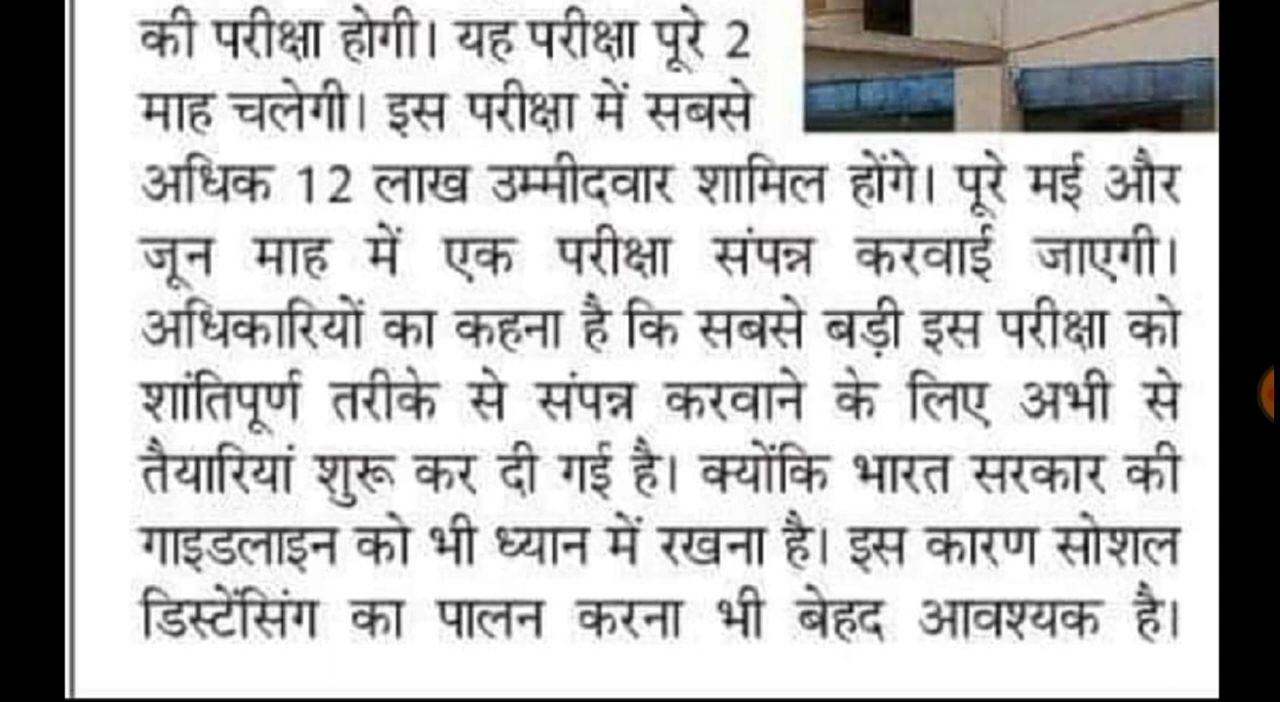 की परीक्षा होगी। यह परीक्षा पूरे 2
माह चलेगी। इस परीक्षा में सबसे
अधिक 12 लाख उम्मीदवार शामिल होंगे। पूरे मई और
जून माह में एक परीक्षा संपन्न करवाई जाएगी।
अधिकारियों का कहना है कि सबसे बड़ी इस परीक्षा को
शांतिपूर्ण तरीके से संपन्न करवाने के लिए अभी से
तैयारियां शुरू कर दी गई है। क्योंकि भारत सरकार की
गाइडलाइन को भी ध्यान में रखना है। इस कारण सोशल
डिस्टेंसिंग का पालन करना भी बेहद आवश्यक है।